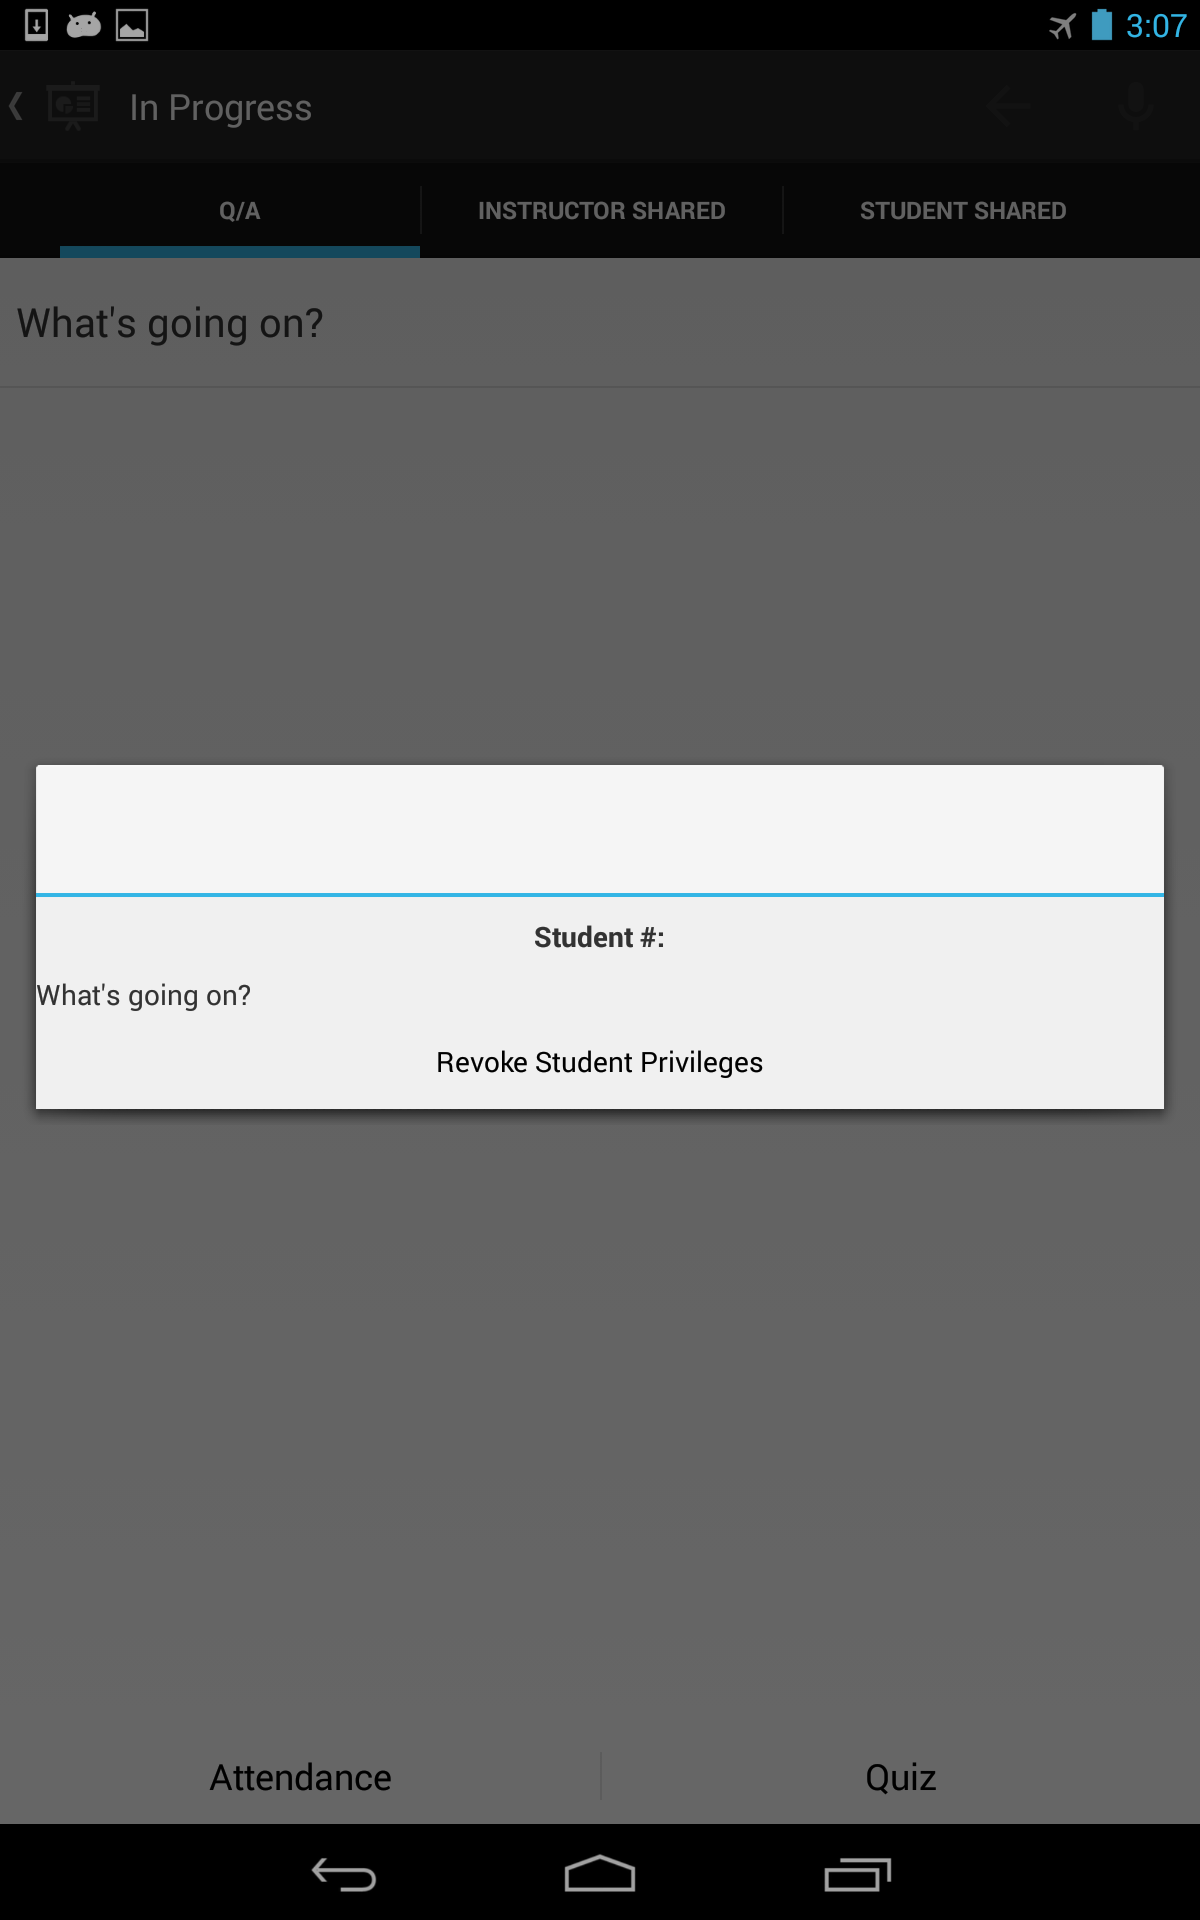 3:07
In Progress
Q/A
INSTRUCTOR SHARED
STUDENT SHARED
What's going on?
Student #:
What's going on?
Revoke Student Privileges
Attendance
Quiz